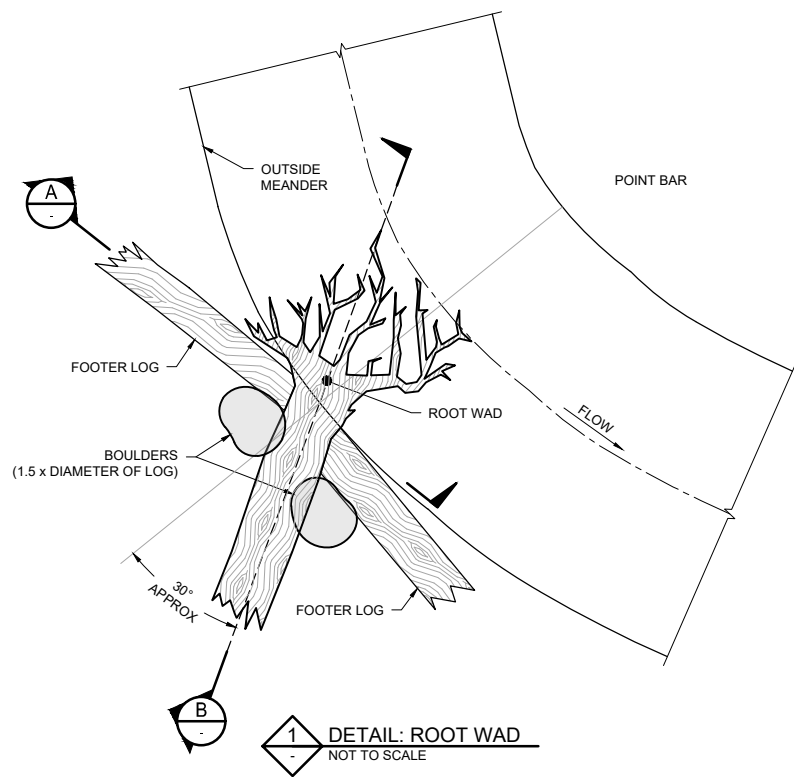 OUTSIDE
MEANDER
POINT BAR
A
-
FOOTER LOG
ROOT WAD
FLOW
BOULDERS
(1.5 x DIAMETER OF LOG)
30°
APPROX
FOOTER LOG
B
-
1
-
DETAIL: ROOT WAD
NOT TO SCALE